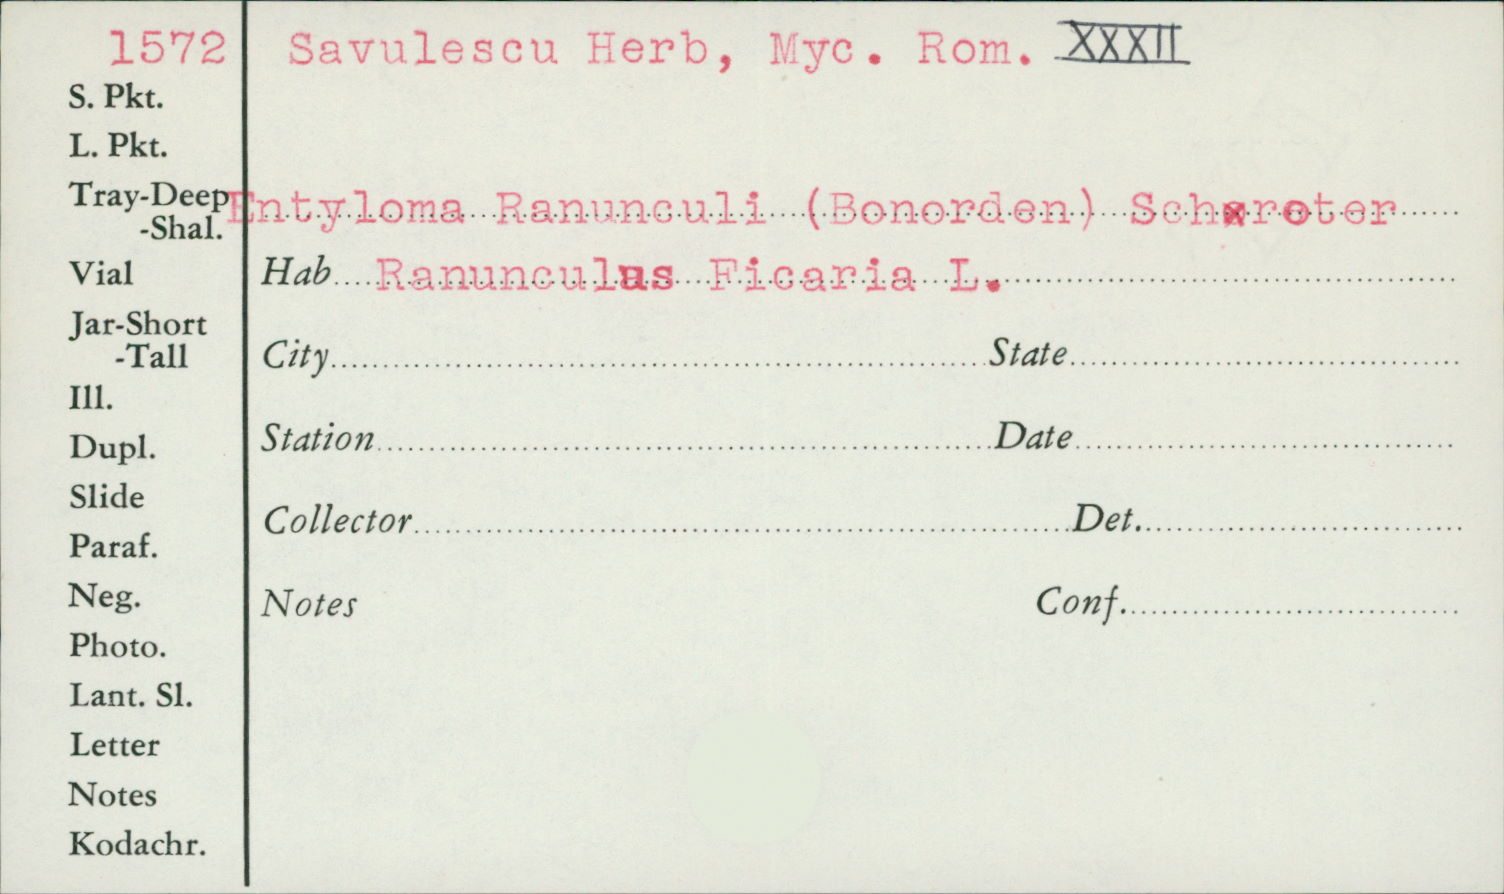 1572 Savulescu Herb, Myc. Rom. XXXII
S. Pkt.
L. Pkt.
Tray-Deep Entyloma Ranunculi (Bonorden) Schxroter
-Shal.
Vial Hab. Ranunculus Ficaria L.
Jar-Short
-Tall City State
Ill.
Dupl. Station Date
Slide
Collector Det.
Paraf.
Neg. Notes Conf.
Photo.
Lant. Sl.
Letter
Notes
Kodachr.